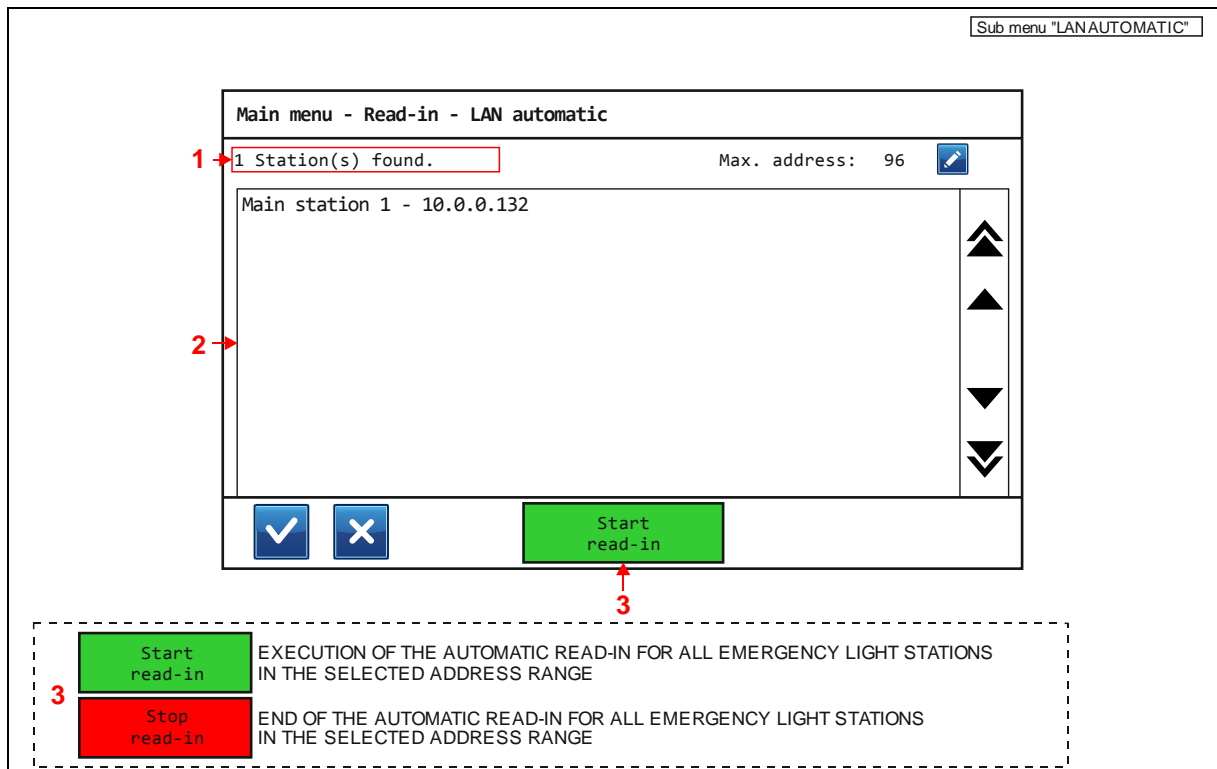 Sub menu "LAN AUTOMATIC"
Main menu - Read-in - LAN automatic
1
1 Station(s) found.
Max. address: 96
Main station 1 - 10.0.0.132
2
Start
read-in
3
3
Start
read-in
EXECUTION OF THE AUTOMATIC READ-IN FOR ALL EMERGENCY LIGHT STATIONS
IN THE SELECTED ADDRESS RANGE
Stop
read-in
END OF THE AUTOMATIC READ-IN FOR ALL EMERGENCY LIGHT STATIONS
IN THE SELECTED ADDRESS RANGE